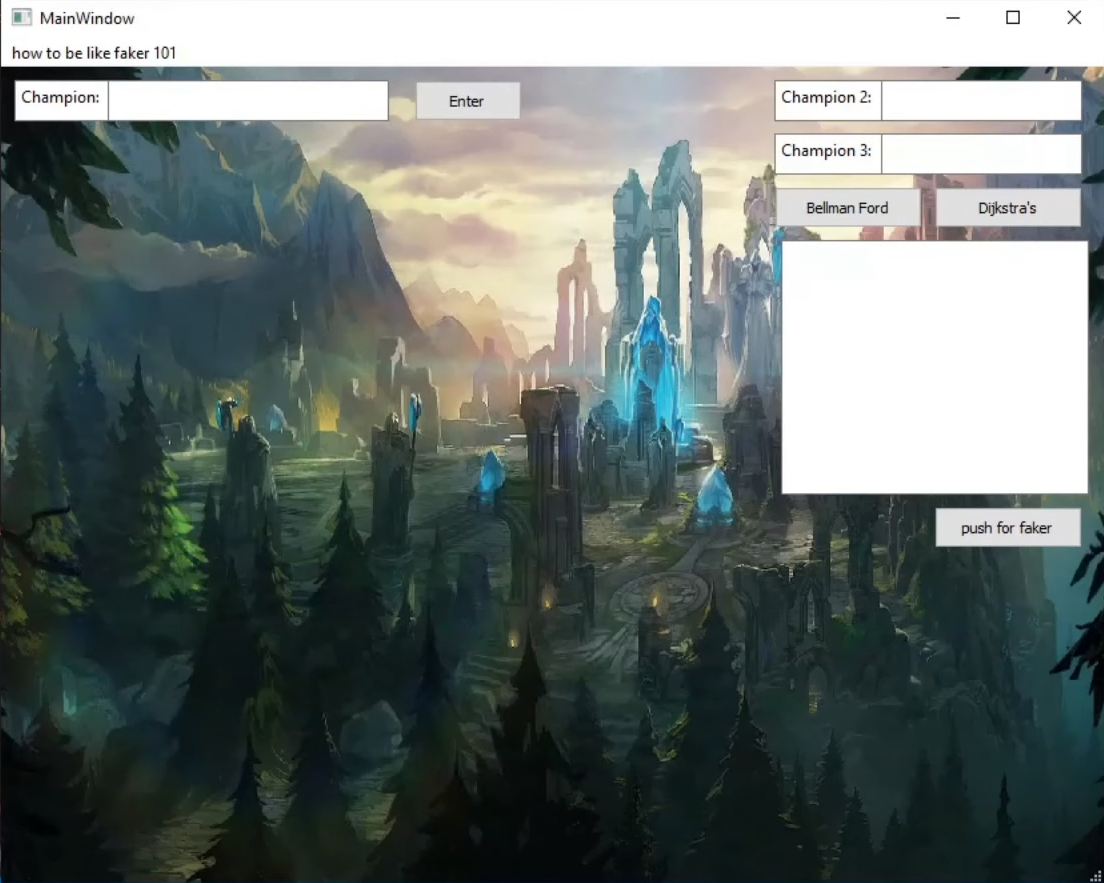 MainWindow
how to be like faker 101
Champion:
Enter
Champion 2:
Champion 3:
Bellman Ford
Dijkstra's
push for faker